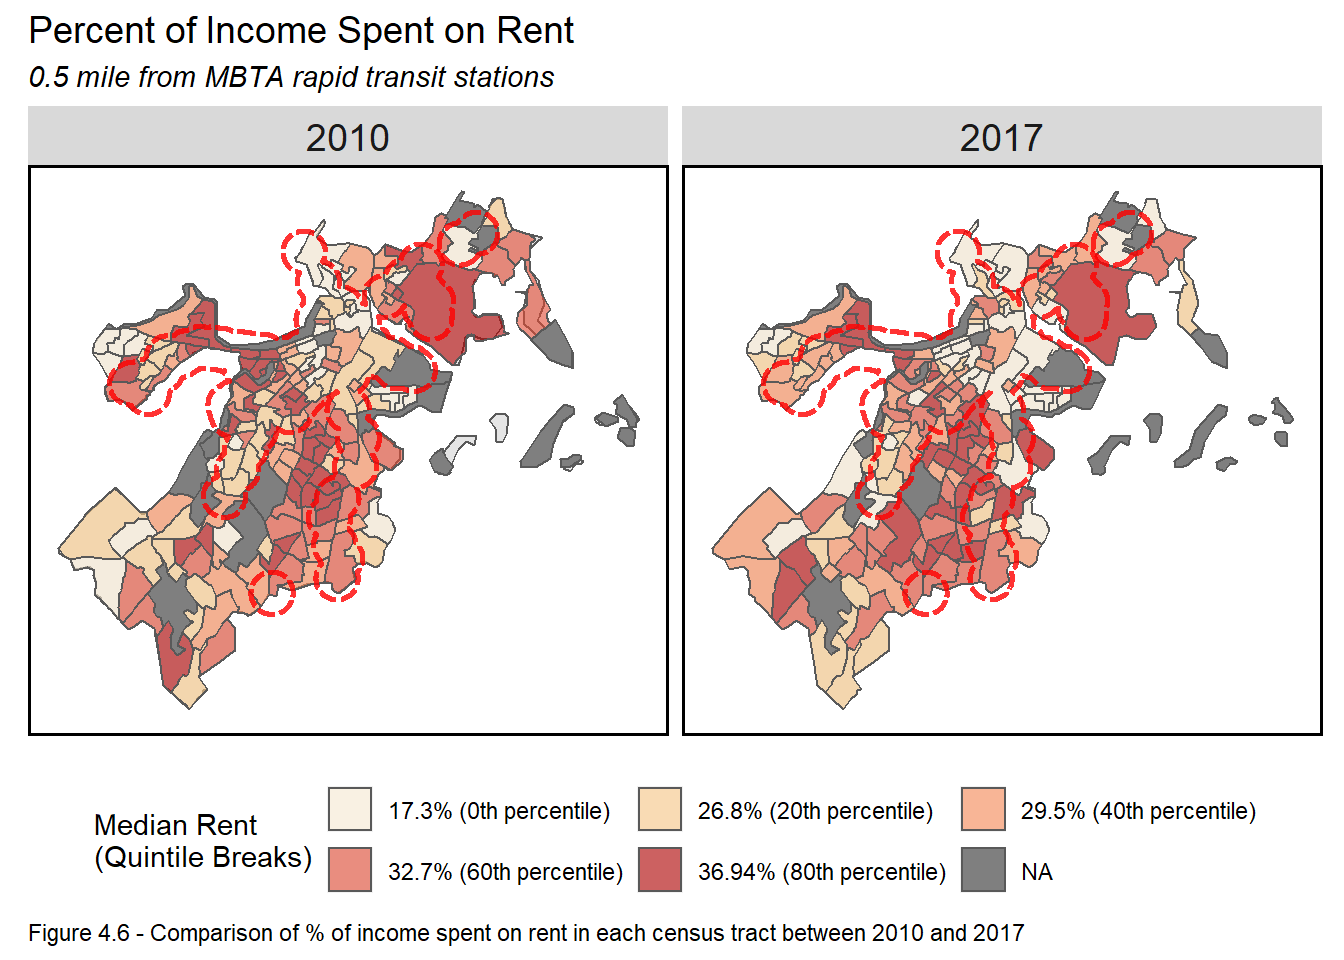 Percent of Income Spent on Rent
0.5 mile from MBTA rapid transit stations
2010
2017
Median Rent
(Quintile Breaks)
17.3% (0th percentile)
26.8% (20th percentile)
29.5% (40th percentile)
32.7% (60th percentile)
36.94% (80th percentile)
NA
Figure 4.6 - Comparison of % of income spent on rent in each census tract between 2010 and 2017